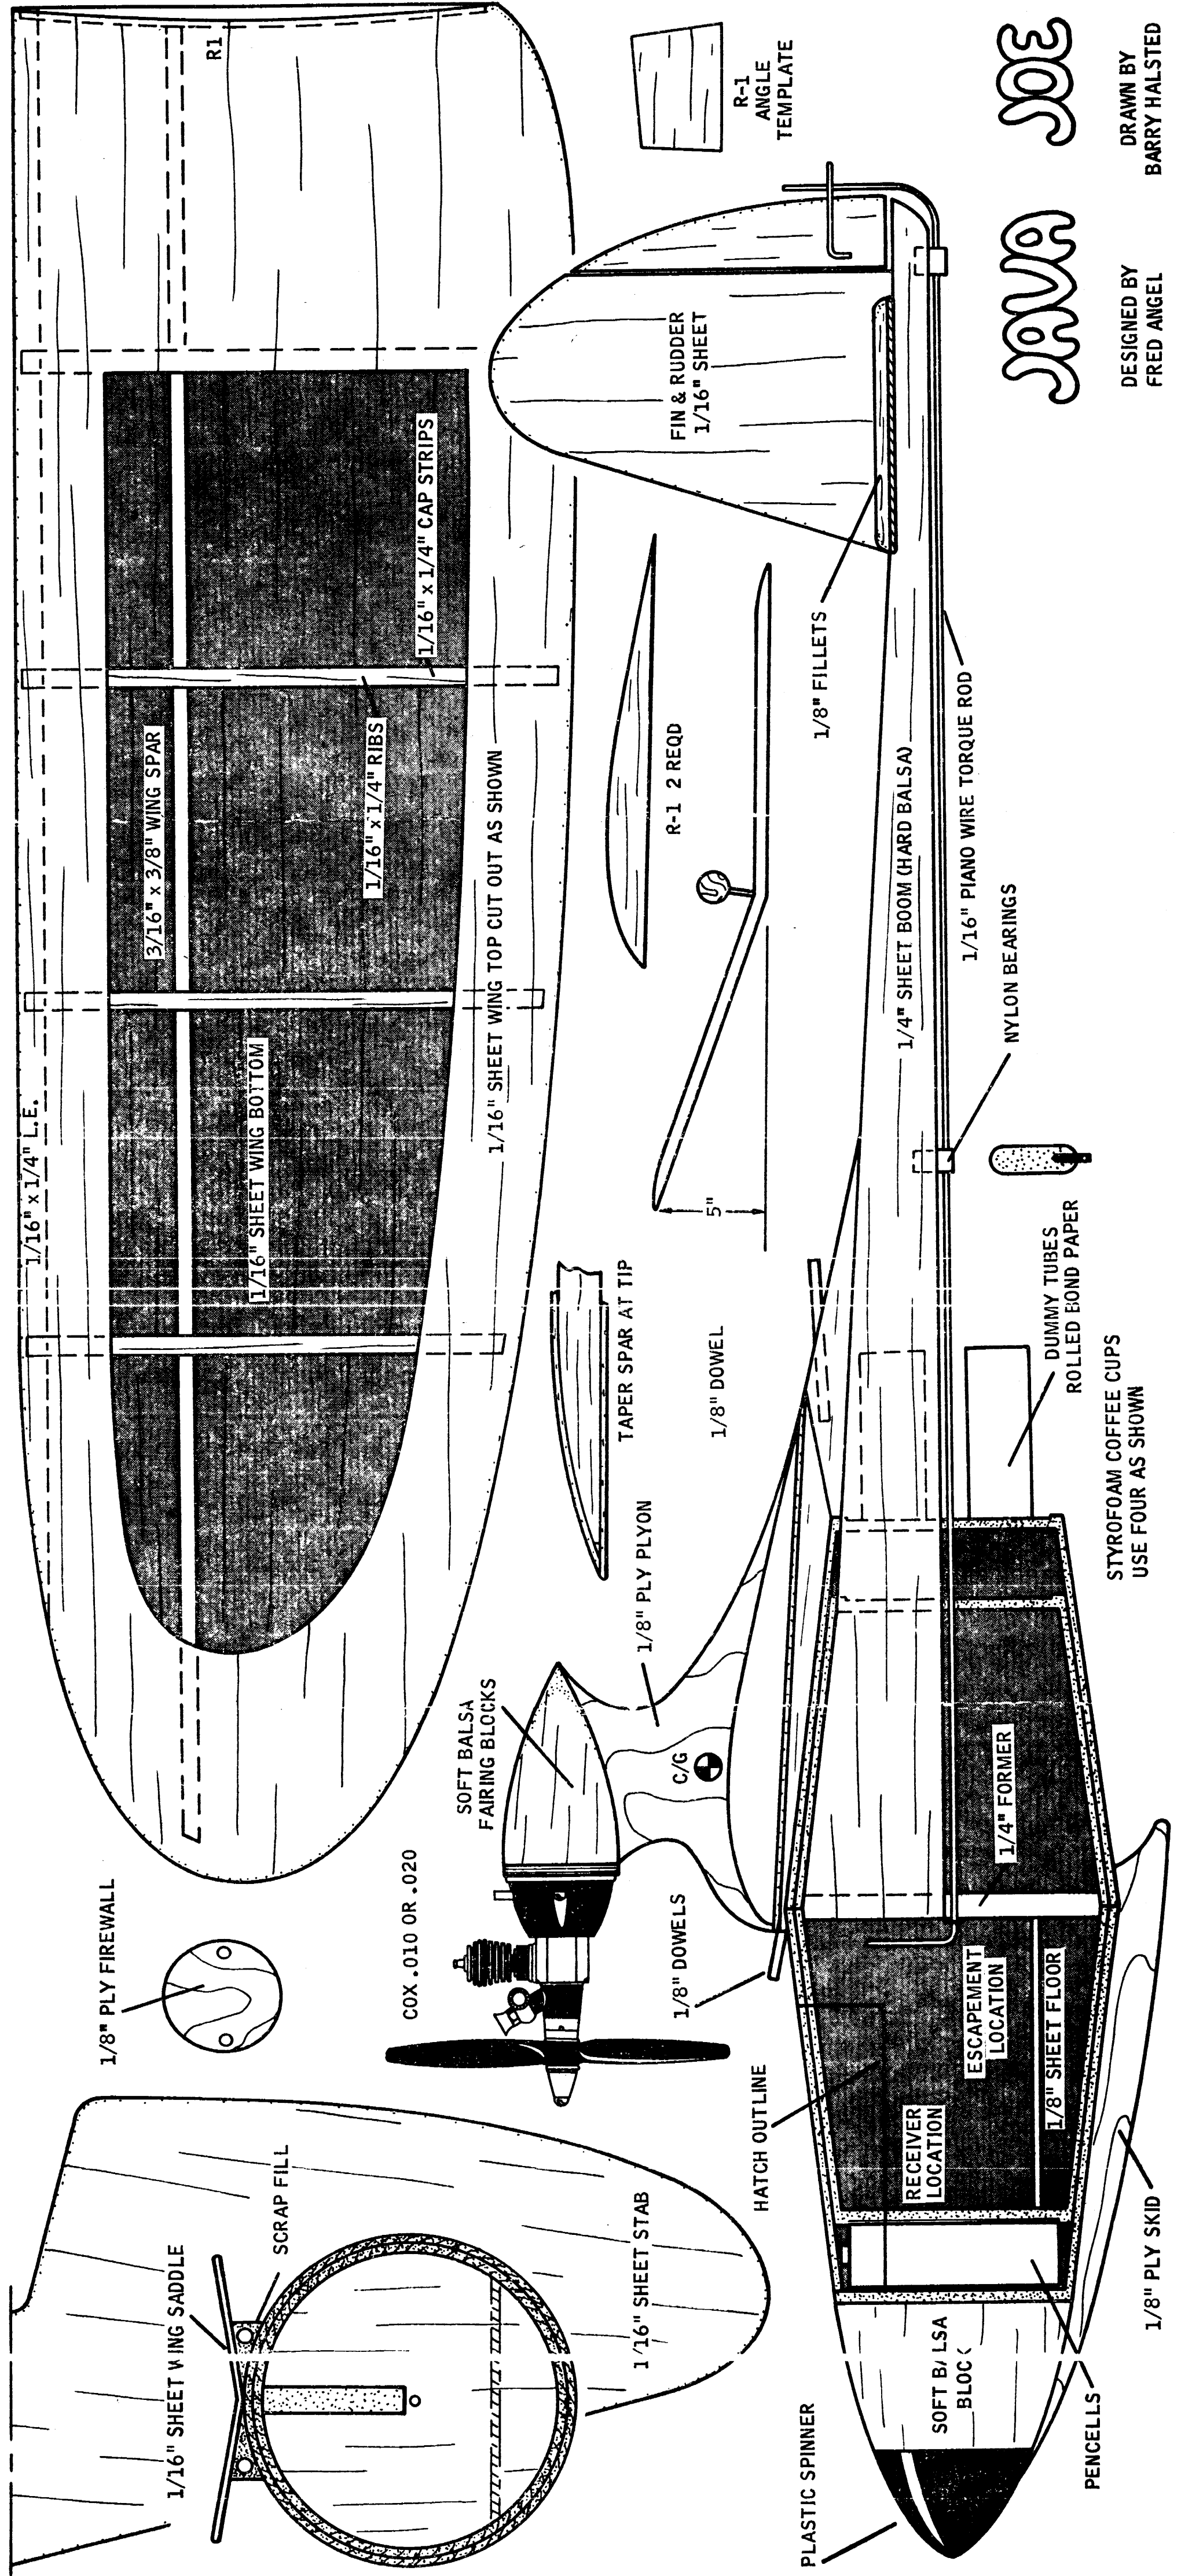 R1
1/16" x 1/4" L.E.
3/16" x 3/8" WING SPAR
1/16" SHEET WING BOTTOM
1/16" x 1/4" RIBS
1/16" x 1/4" CAP STRIPS
1/16" SHEET WING TOP CUT OUT AS SHOWN
R-1
ANGLE
TEMPLATE
FIN & RUDDER
1/16" SHEET
R-1 2 REQD
1/8" FILLETS
5"
TAPER SPAR AT TIP
1/8" DOWEL
1/4" SHEET BOOM (HARD BALSA)
1/16" PIANO WIRE TORQUE ROD
NYLON BEARINGS
DUMMY TUBES
ROLLED BOND PAPER
STYROFOAM COFFEE CUPS
USE FOUR AS SHOWN
1/8" PLY PLYON
SOFT BALSA
FAIRING BLOCKS
C/G
COX .010 OR .020
1/8" PLY FIREWALL
1/8" DOWELS
1/4" FORMER
ESCAPEMENT
LOCATION
1/8" SHEET FLOOR
RECEIVER
LOCATION
HATCH OUTLINE
SCRAP FILL
1/16" SHEET WING SADDLE
1/16" SHEET STAB
SOFT BALSA
BLOCK
PLASTIC SPINNER
PENCELLS
1/8" PLY SKID
JAVA JOE
DESIGNED BY
FRED ANGEL
DRAWN BY
BARRY HALSTED